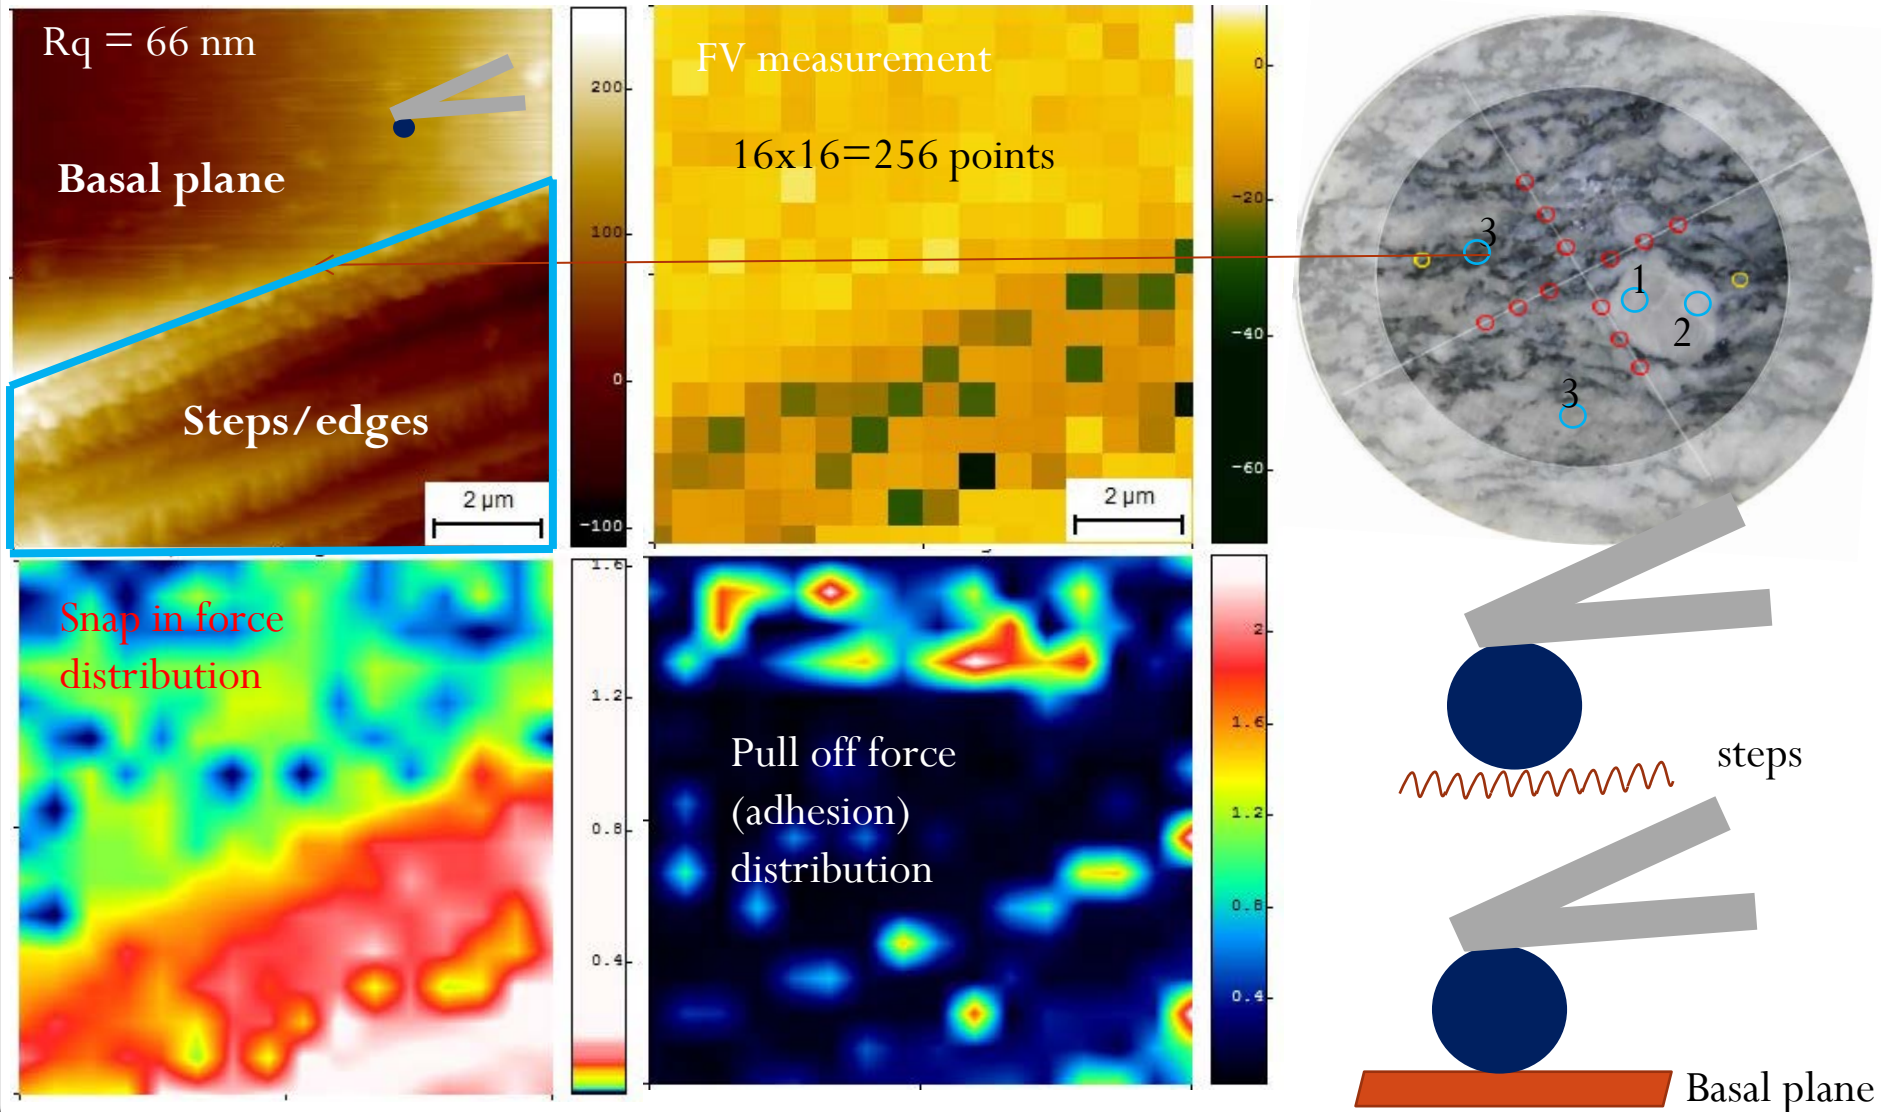 Rq = 66 nm
Basal plane
Steps/edges
2 µm
200
100
0
-100
FV measurement
16x16=256 points
2 µm
0
-20
-40
-60
3
1
2
3
Snap in force
distribution
1.6
1.2
0.8
0.4
Pull off force
(adhesion)
distribution
2
1.6
1.2
0.8
0.4
steps
Basal plane